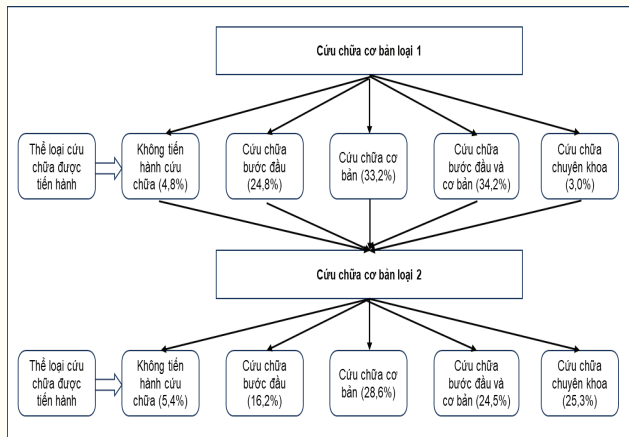 Cứu chữa cơ bản loại 1
Thể loại cứu
chữa được
tiến hành
Không tiến
hành cứu
chữa (4,8%)
Cứu chữa
bước đầu
(24,8%)
Cứu chữa cơ
bản (33,2%)
Cứu chữa
bước đầu và
cơ bản (34,2%)
Cứu chữa
chuyên khoa
(3,0%)
Cứu chữa cơ bản loại 2
Thể loại cứu
chữa được
tiến hành
Không tiến
hành cứu
chữa (5,4%)
Cứu chữa
bước đầu
(16,2%)
Cứu chữa cơ
bản (28,6%)
Cứu chữa
bước đầu và
cơ bản (24,5%)
Cứu chữa
chuyên khoa
(25,3%)